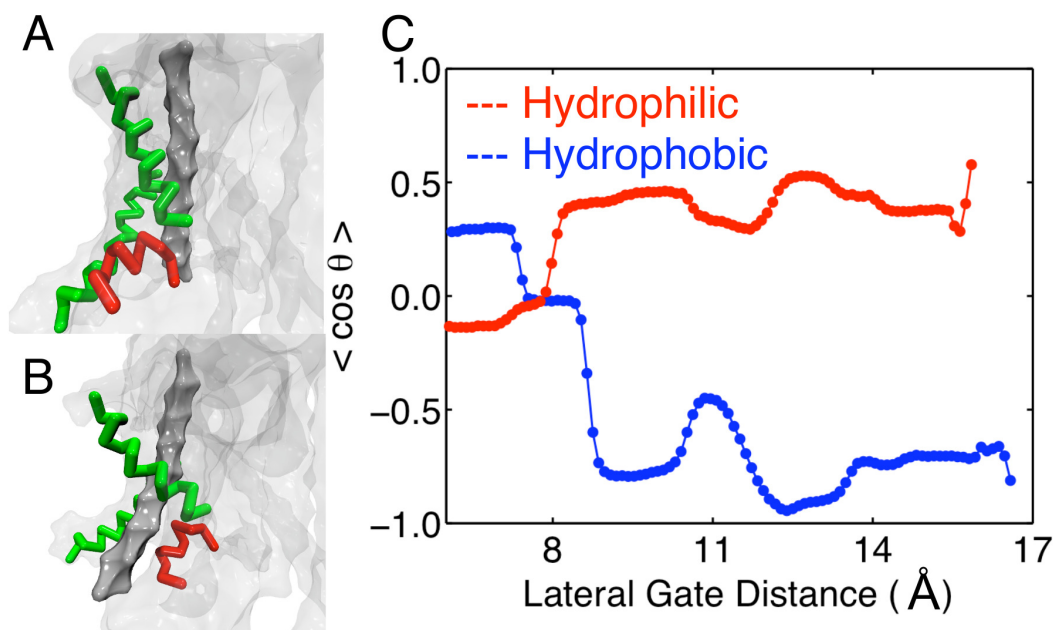 A
B
C
1.0
0.5
0.0
−0.5
−1.0
< cos θ >
Hydrophilic
Hydrophobic
8 11 14 17
Lateral Gate Distance (Å)